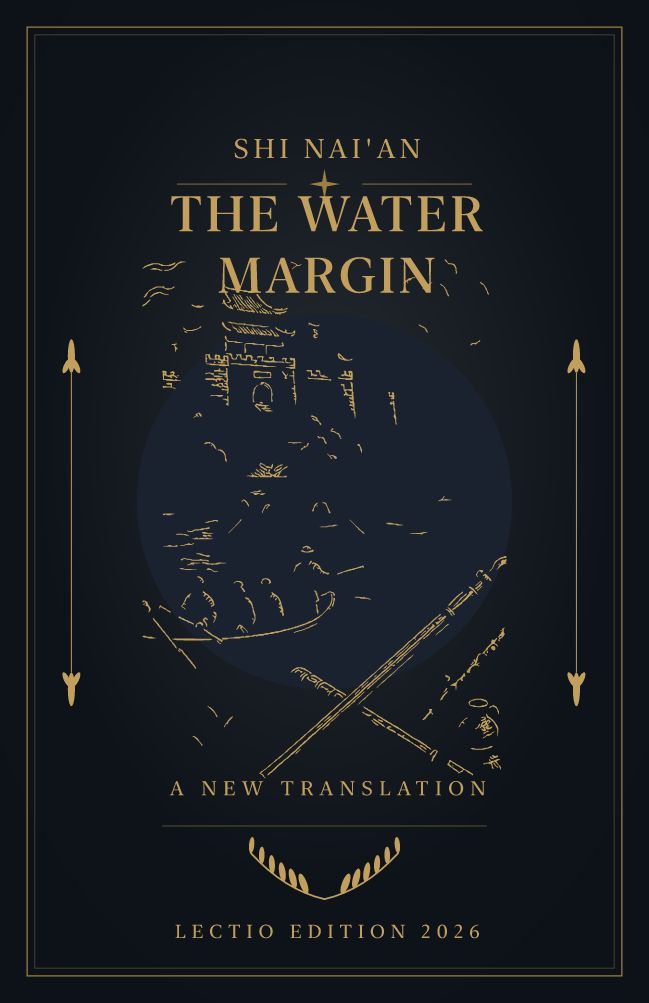 SHI NAI'AN
THE WATER
MARGIN
A NEW TRANSLATION
LECTIO EDITION 2026